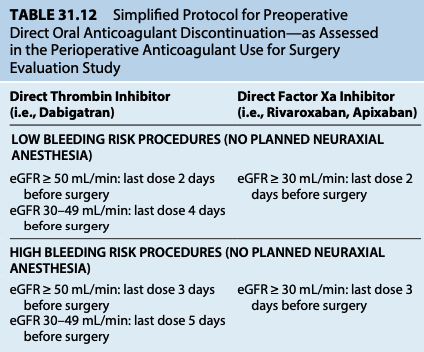 TABLE 31.12 Simplified Protocol for Preoperative
Direct Oral Anticoagulant Discontinuation—as Assessed
in the Perioperative Anticoagulant Use for Surgery
Evaluation Study
Direct Thrombin Inhibitor
(i.e., Dabigatran)
Direct Factor Xa Inhibitor
(i.e., Rivaroxaban, Apixaban)
LOW BLEEDING RISK PROCEDURES (NO PLANNED NEURAXIAL
ANESTHESIA)
eGFR ≥ 50 mL/min: last dose 2 days
before surgery
eGFR 30–49 mL/min: last dose 4 days
before surgery
eGFR ≥ 30 mL/min: last dose 2
days before surgery
HIGH BLEEDING RISK PROCEDURES (NO PLANNED NEURAXIAL
ANESTHESIA)
eGFR ≥ 50 mL/min: last dose 3 days
before surgery
eGFR 30–49 mL/min: last dose 5 days
before surgery
eGFR ≥ 30 mL/min: last dose 3
days before surgery